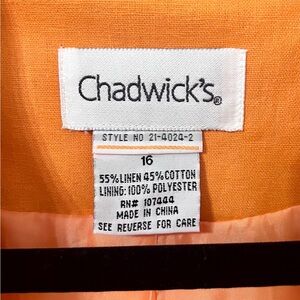 Chadwick's®
STYLE NO 21-4024-2
16
55%LINEN 45%COTTON
LINING: 100% POLYESTER
RN# 107444
MADE IN CHINA
SEE REVERSE FOR CARE